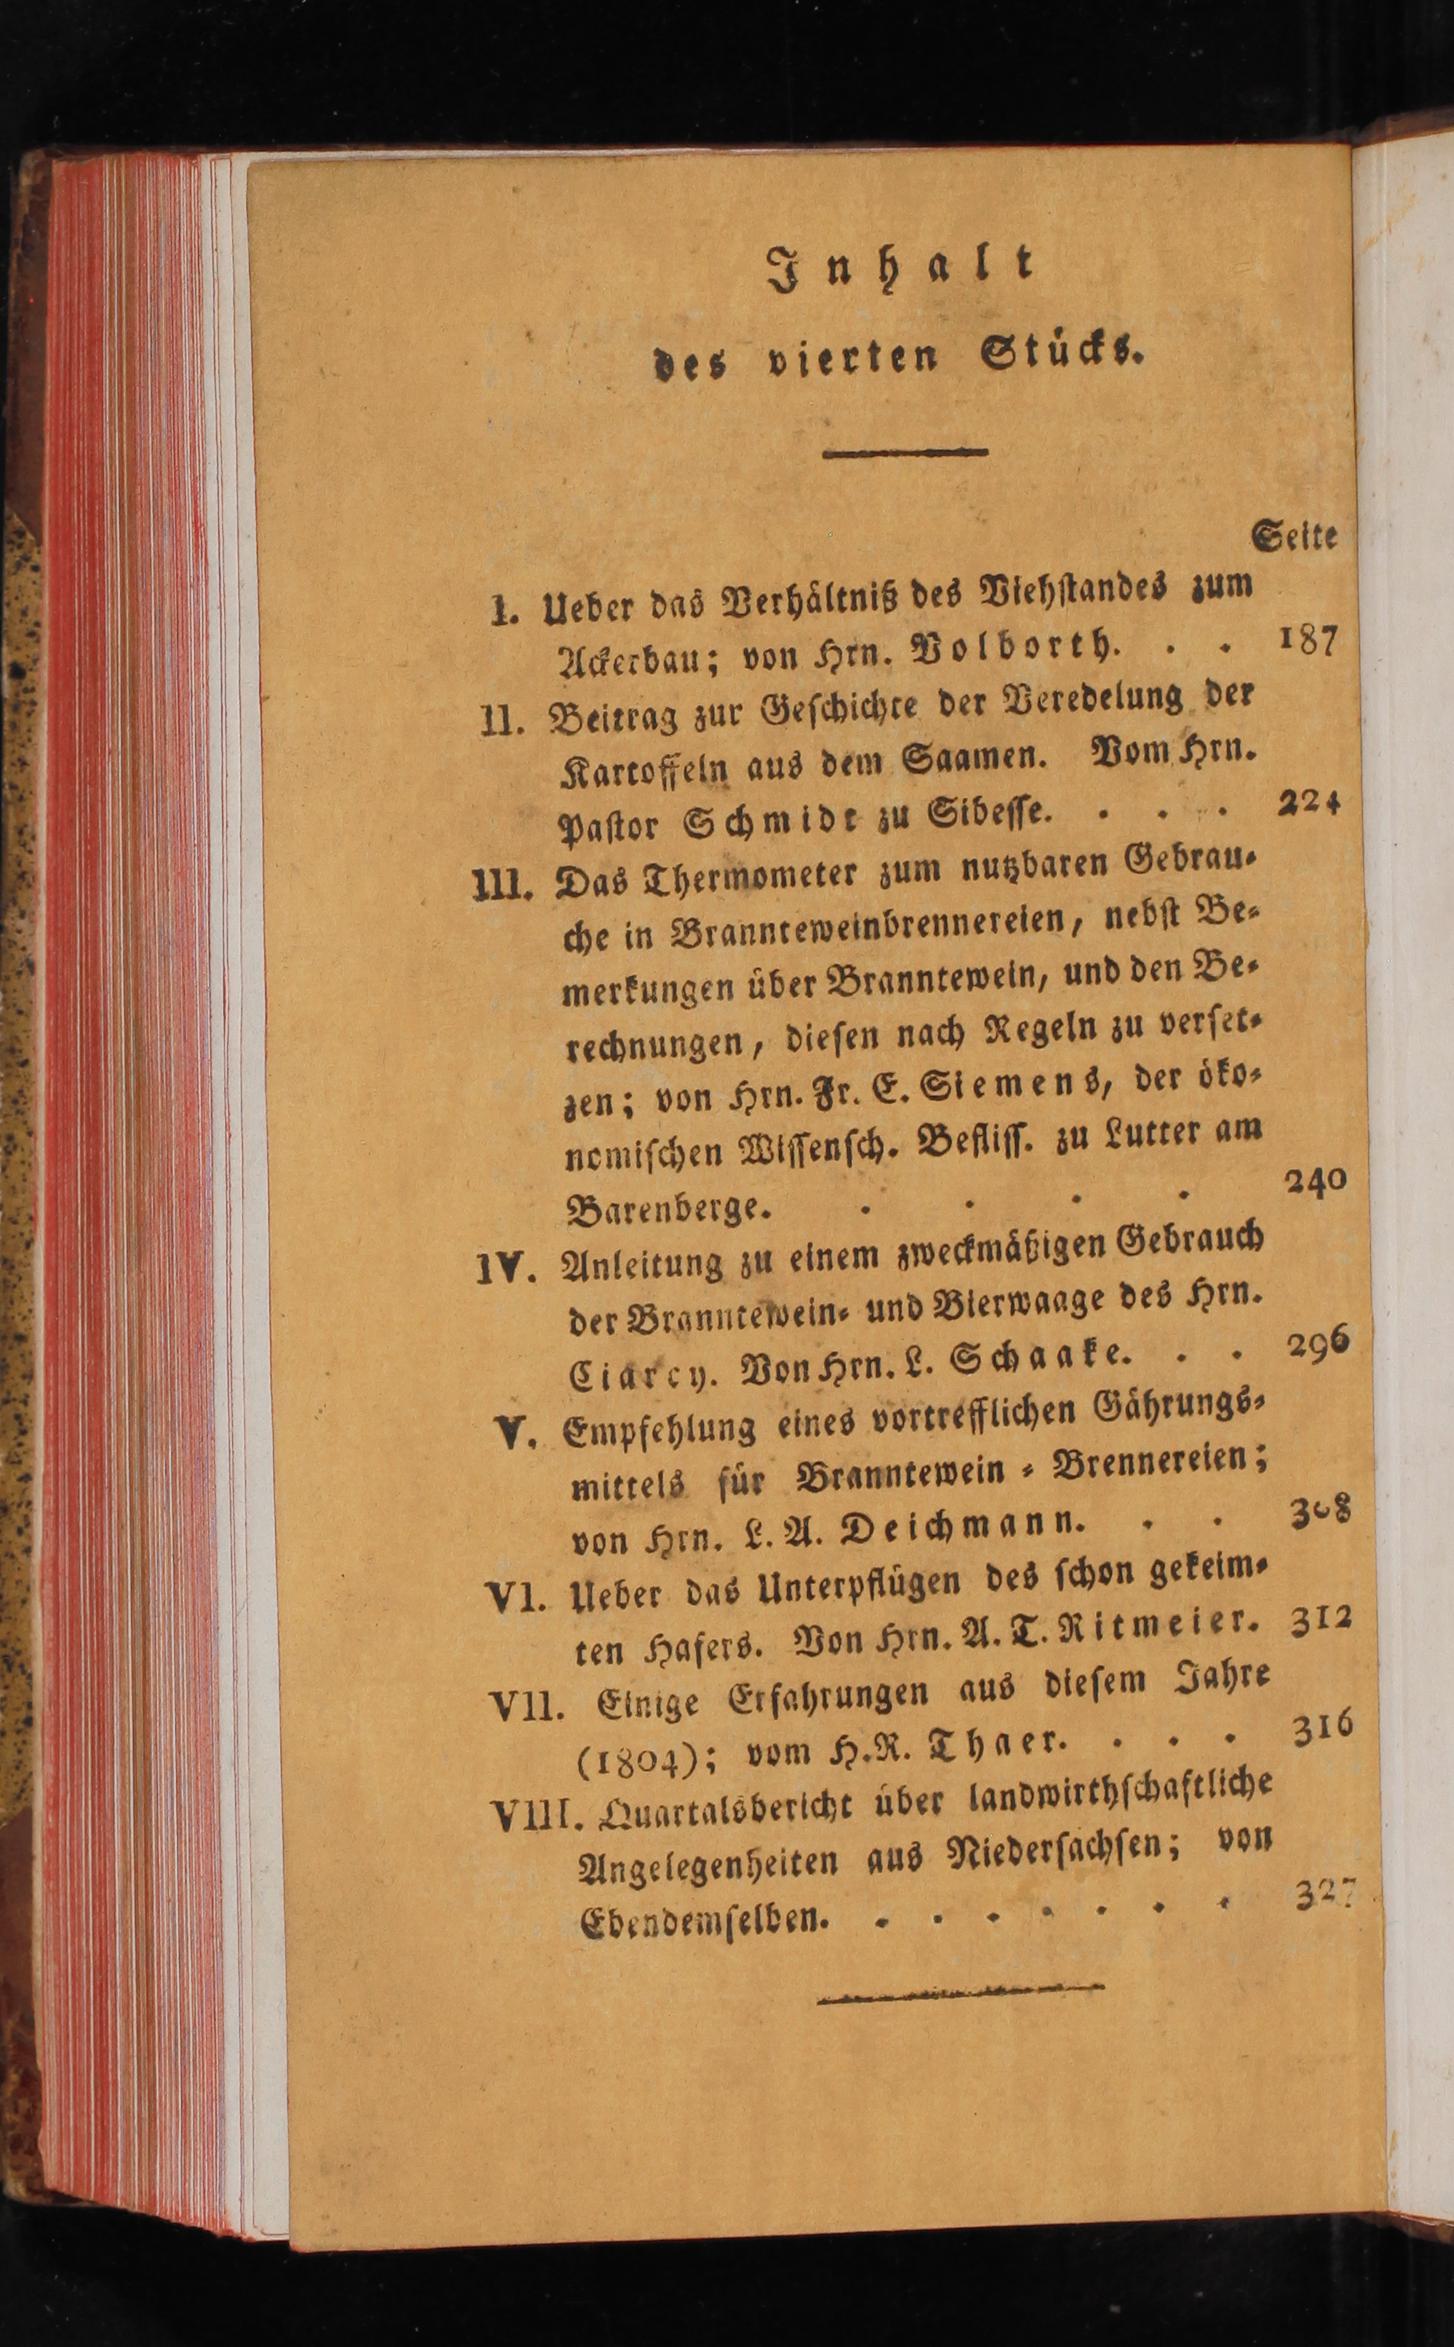 Inhalt
des vierten Stücks.
Seite
I. Ueber das Verhältniß des Viehstandes zum
Ackerbau; von Hrn. Volborth. . . 187
II. Beitrag zur Geschichte der Veredelung der
Kartoffeln aus dem Saamen. Vom Hrn.
Pastor Schmidt zu Sibesse. . . . 224
III. Das Thermometer zum nutzbaren Gebrau-
che in Branntweinbrennereien, nebst Be-
merkungen über Branntewein, und den Be-
rechnungen, diesen nach Regeln zu verset-
zen; von Hrn. Fr. E. Siemens, der öko-
nomischen Wissensch. Befliss. zu Lutter am
Barenberge. . . . . 240
IV. Anleitung zu einem zweckmäßigen Gebrauch
der Branntewein- und Bierwaage des Hrn.
Ciarcy. Von Hrn. L. Schaake. . . 296
V. Empfehlung eines vortrefflichen Gährungs-
mittels für Branntewein - Brennereien;
von Hrn. L. A. Deichmann. . . 308
VI. Ueber das Unterpflügen des schon gekeim-
ten Hafers. Von Hrn. A. T. Ritmeier. 312
VII. Einige Erfahrungen aus diesem Jahre
(1804); vom H.R. Thaer. . . . 316
VIII. Quartalsbericht über landwirthschaftliche
Angelegenheiten aus Niedersachsen; von
Ebendemselben. . . . . . . . 327